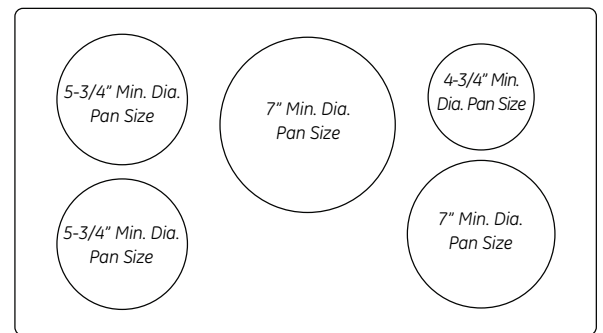 5-3/4" Min. Dia.
Pan Size
7" Min. Dia.
Pan Size
4-3/4" Min.
Dia. Pan Size
5-3/4" Min. Dia.
Pan Size
7" Min. Dia.
Pan Size